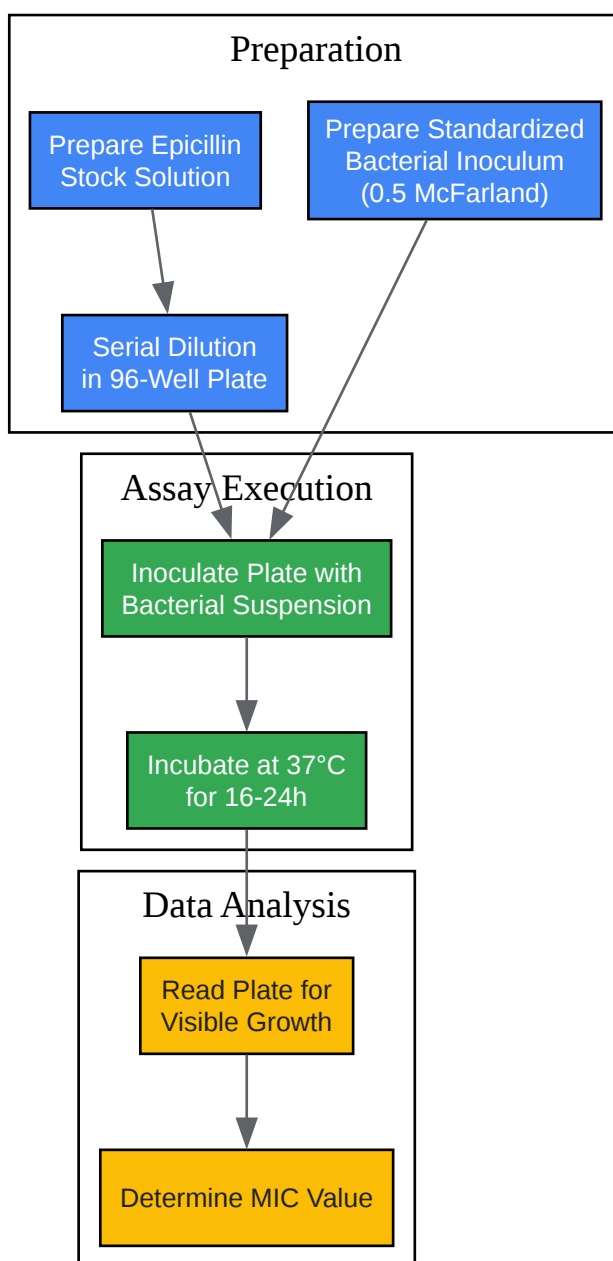 Preparation
Prepare Epicillin
Stock Solution
Prepare Standardized
Bacterial Inoculum
(0.5 McFarland)
Serial Dilution
in 96-Well Plate
Assay Execution
Inoculate Plate with
Bacterial Suspension
Incubate at 37°C
for 16-24h
Data Analysis
Read Plate for
Visible Growth
Determine MIC Value